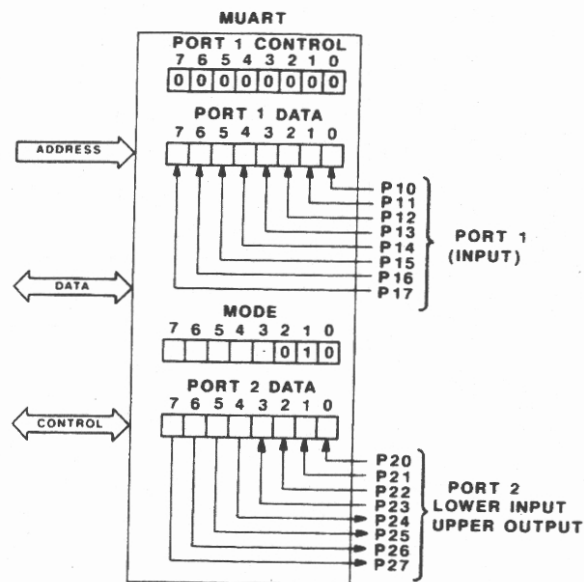 MUART
PORT 1 CONTROL
7 6 5 4 3 2 1 0
0 0 0 0 0 0 0 0
PORT 1 DATA
7 6 5 4 3 2 1 0
ADDRESS
P10
P11
P12
P13
P14
P15
P16
P17
PORT 1
(INPUT)
DATA
MODE
7 6 5 4 3 2 1 0
0 1 0
PORT 2 DATA
7 6 5 4 3 2 1 0
CONTROL
P20
P21
P22
P23
P24
P25
P26
P27
PORT 2
LOWER INPUT
UPPER OUTPUT